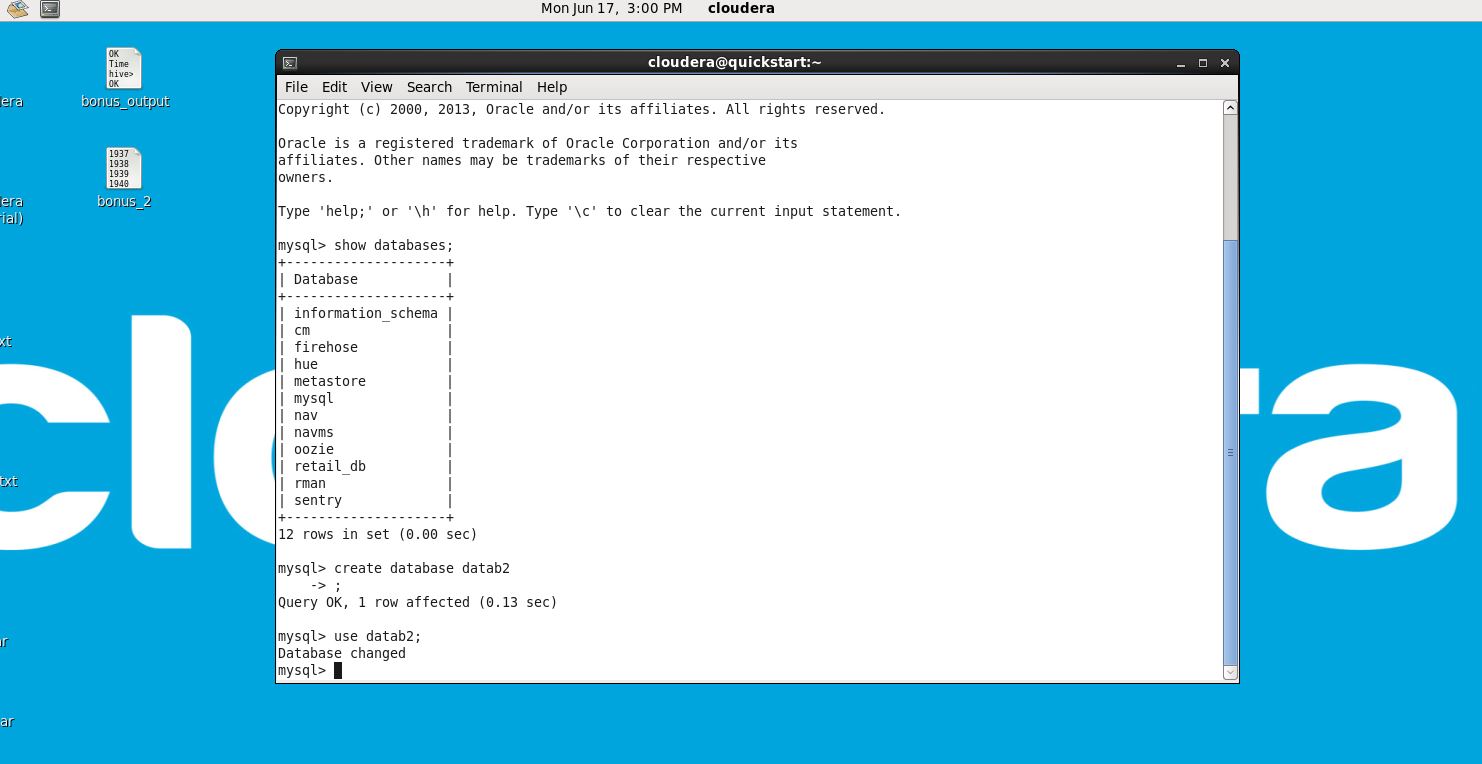 Mon Jun 17, 3:00 PM cloudera
OK
Time
hive>
OK
bonus_output
era
1937
1938
1939
1940
bonus_2
era
ial)
xt
txt
ar
ar
cloudera@quickstart:~
File Edit View Search Terminal Help
Copyright (c) 2000, 2013, Oracle and/or its affiliates. All rights reserved.
Oracle is a registered trademark of Oracle Corporation and/or its
affiliates. Other names may be trademarks of their respective
owners.
Type 'help;' or '\h' for help. Type '\c' to clear the current input statement.
mysql> show databases;
+--------------------+
| Database           |
+--------------------+
| information_schema |
| cm                 |
| firehose           |
| hue                |
| metastore          |
| mysql              |
| nav                |
| navms              |
| oozie              |
| retail_db          |
| rman               |
| sentry             |
+--------------------+
12 rows in set (0.00 sec)
mysql> create database datab2
    -> ;
Query OK, 1 row affected (0.13 sec)
mysql> use datab2;
Database changed
mysql>
clo
ra